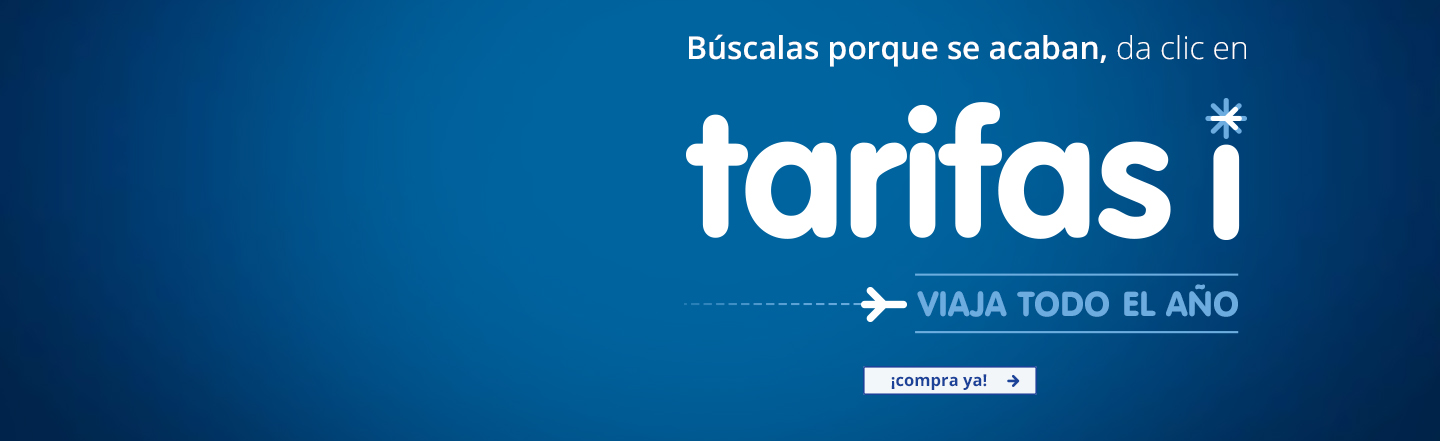 Búscalas porque se acaban, da clic en
tarifas i
VIAJA TODO EL AÑO
¡compra ya!